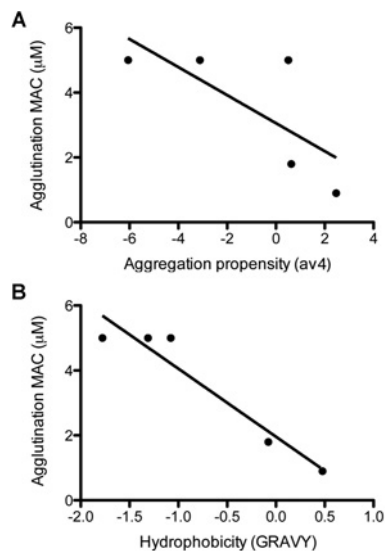 A
Agglutination MAC (μM)
6
4
2
0
-8 -6 -4 -2 0 2 4
Aggregation propensity (av4)
B
Agglutination MAC (μM)
6
4
2
0
-2.0 -1.5 -1.0 -0.5 0.0 0.5 1.0
Hydrophobicity (GRAVY)